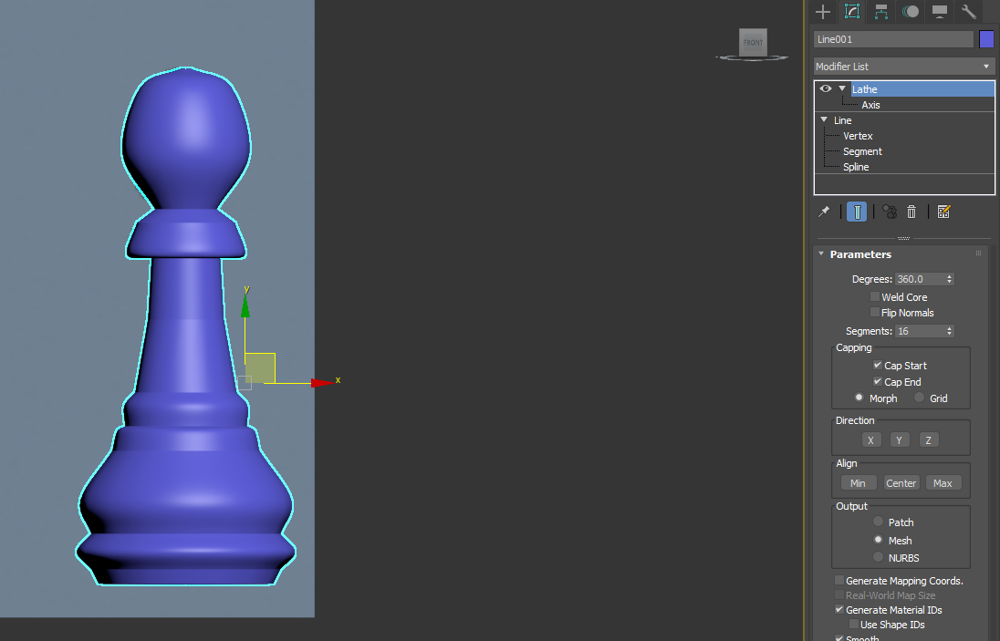 FRONT
y
x
Line001
Modifier List
Lathe
Axis
Line
Vertex
Segment
Spline
Parameters
Degrees: 360.0
Weld Core
Flip Normals
Segments: 16
Capping
Cap Start
Cap End
Morph Grid
Direction
X Y Z
Align
Min Center Max
Output
Patch
Mesh
NURBS
Generate Mapping Coords.
Real-World Map Size
Generate Material IDs
Use Shape IDs
Smooth